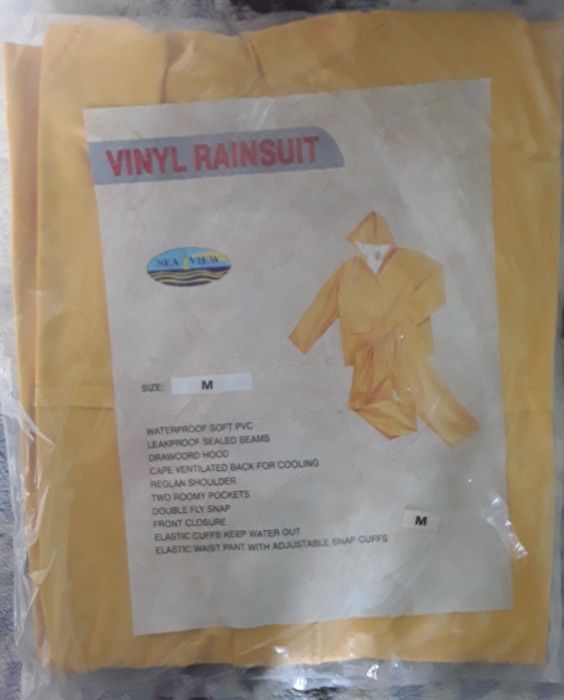 VINYL RAINSUIT
SEA VIEW
SIZE: M
WATERPROOF SOFT PVC
LEAKPROOF SEALED SEAMS
DRAWCORD HOOD
CAPE VENTILATED BACK FOR COOLING
REGLAN SHOULDER
TWO ROOMY POCKETS
DOUBLE FLY SNAP
FRONT CLOSURE
ELASTIC CUFFS KEEP WATER OUT
ELASTIC WAIST PANT WITH ADJUSTABLE SNAP CUFFS
M